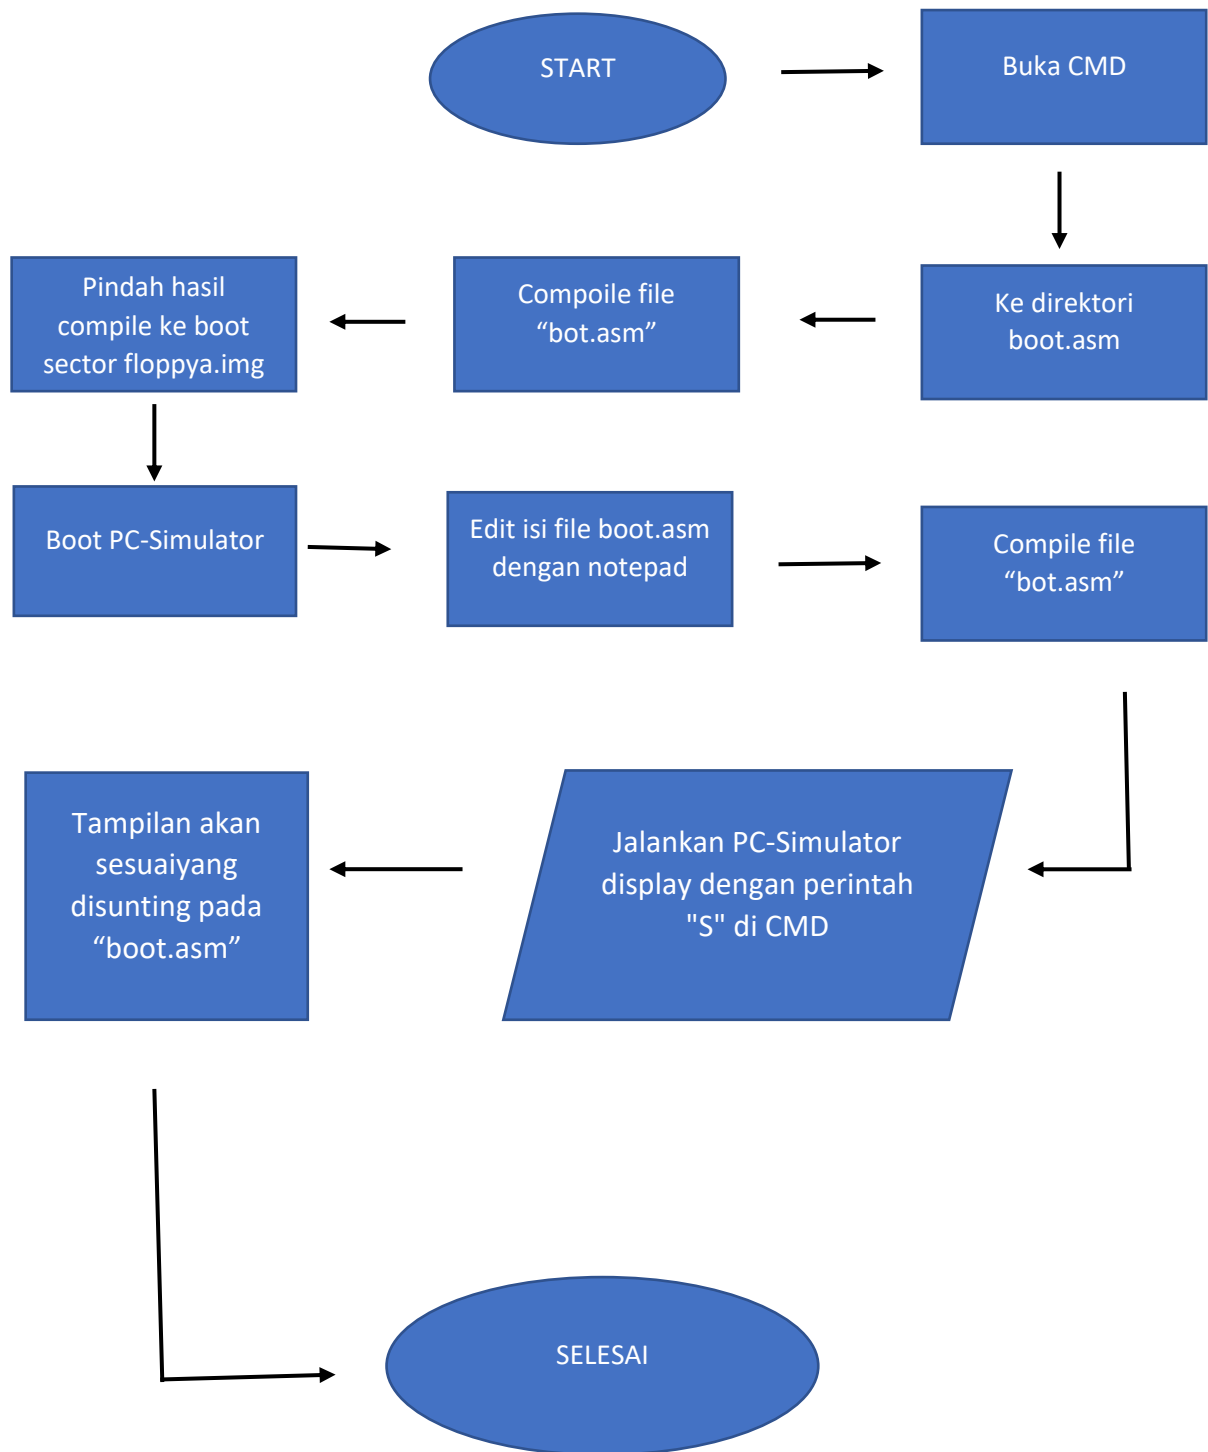 START
Buka CMD
Ke direktori
boot.asm
Compoile file
“bot.asm”
Pindah hasil
compile ke boot
sector floppya.img
Boot PC-Simulator
Edit isi file boot.asm
dengan notepad
Compile file
“bot.asm”
Jalankan PC-Simulator
display dengan perintah
"S" di CMD
Tampilan akan
sesuaiyang
disunting pada
“boot.asm”
SELESAI